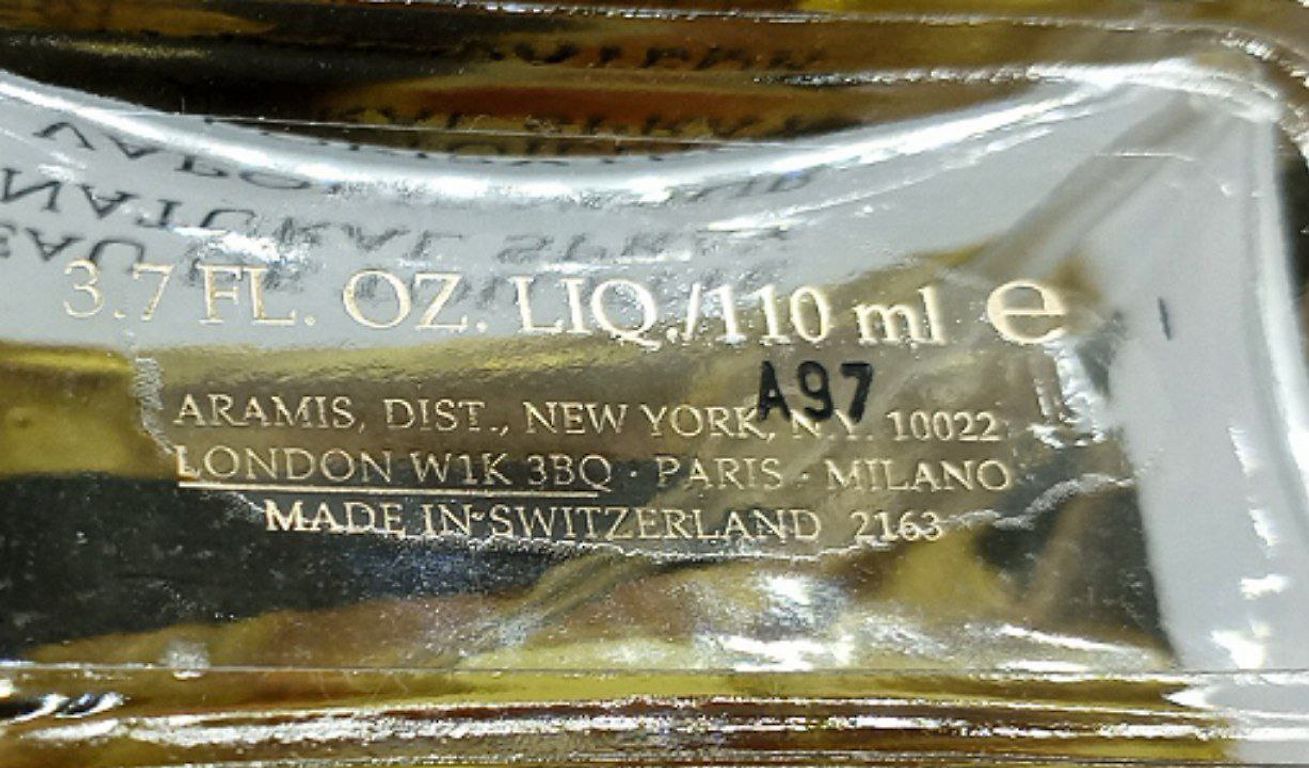 3.7 FL. OZ. LIQ./110 ml e
A97
ARAMIS, DIST., NEW YORK, N.Y. 10022
LONDON W1K 3BQ · PARIS · MILANO
MADE IN SWITZERLAND 2163